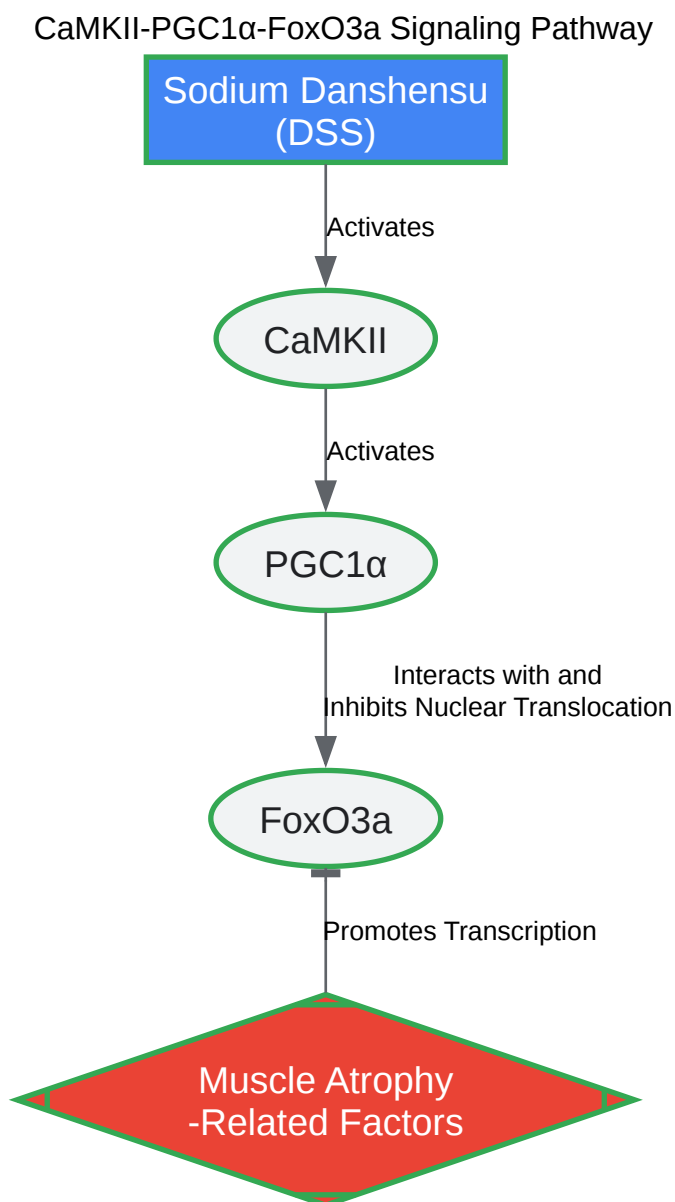 CaMKII-PGC1α-FoxO3a Signaling Pathway
Sodium Danshensu
(DSS)
Activates
CaMKII
Activates
PGC1α
Interacts with and
Inhibits Nuclear Translocation
FoxO3a
Promotes Transcription
Muscle Atrophy
-Related Factors